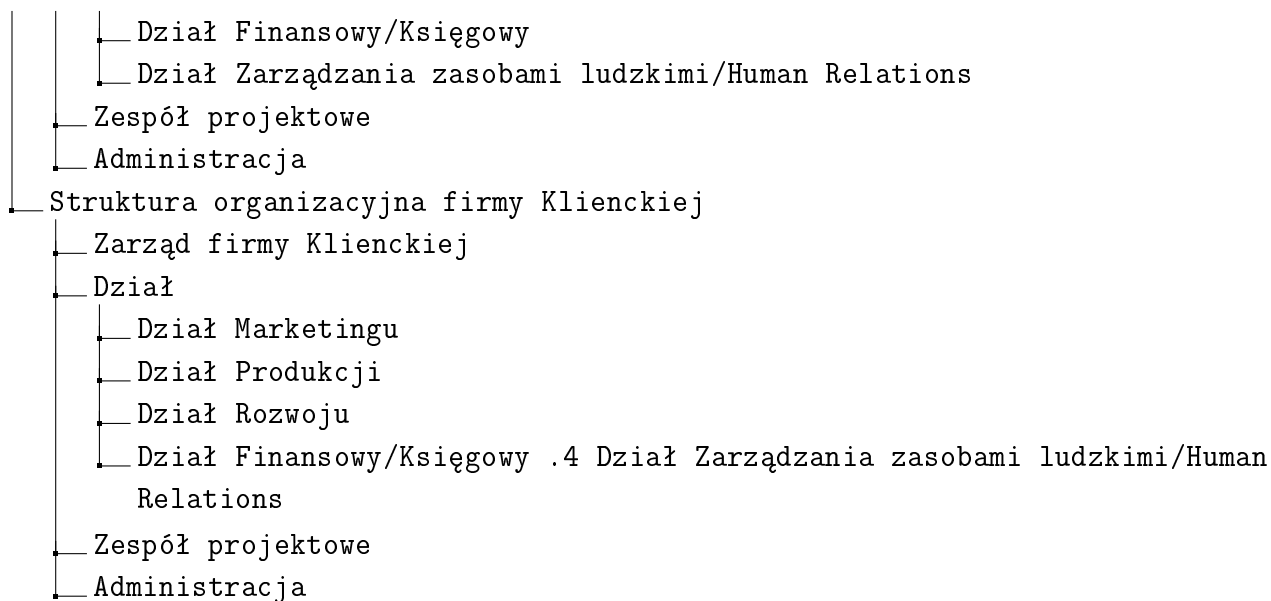 Dział Finansowy/Księgowy
Dział Zarządzania zasobami ludzkimi/Human Relations
Zespół projektowe
Administracja
Struktura organizacyjna firmy Klienckiej
Zarząd firmy Klienckiej
Dział
Dział Marketingu
Dział Produkcji
Dział Rozwoju
Dział Finansowy/Księgowy .4 Dział Zarządzania zasobami ludzkimi/Human
Relations
Zespół projektowe
Administracja